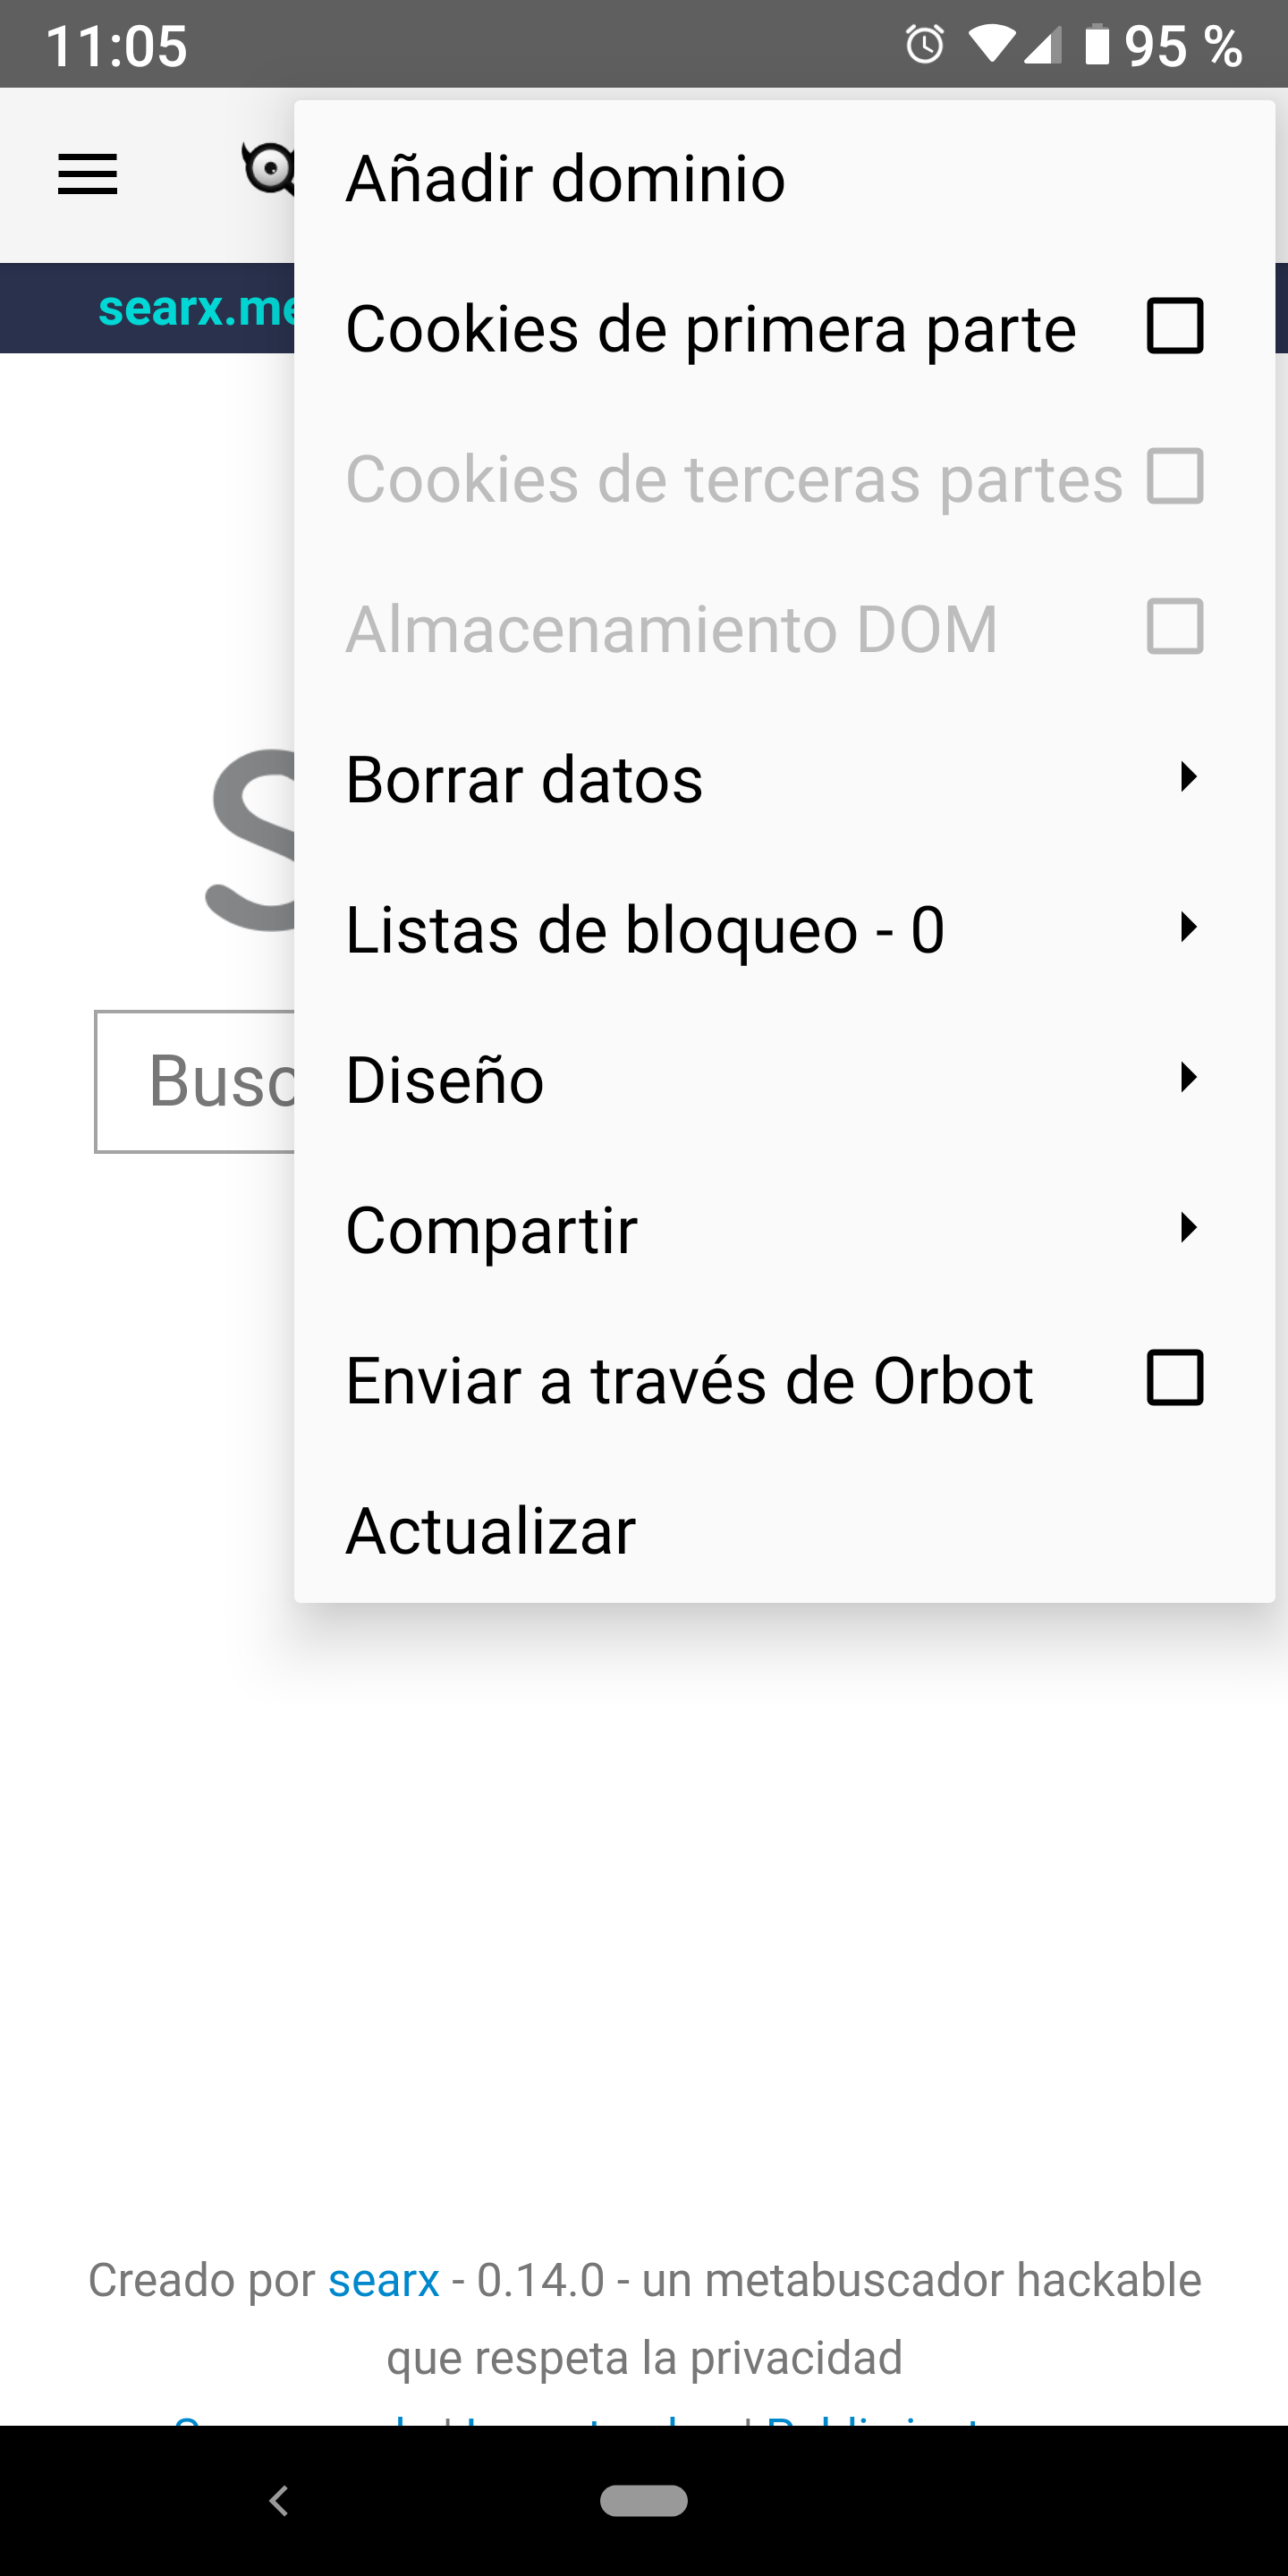 11:05
95 %
Añadir dominio
searx.me
Cookies de primera parte
Cookies de terceras partes
Almacenamiento DOM
Borrar datos
Listas de bloqueo - 0
Diseño
Compartir
Enviar a través de Orbot
Actualizar
Creado por searx - 0.14.0 - un metabuscador hackable
que respeta la privacidad